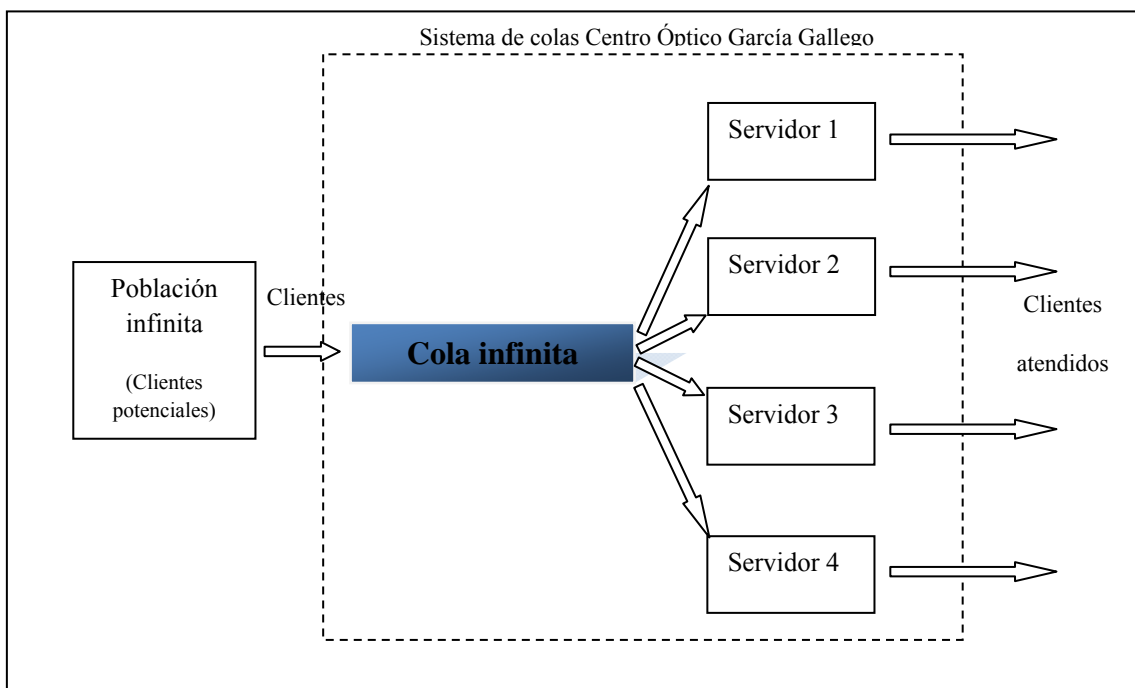 Sistema de colas Centro Óptico García Gallego
Servidor 1
Servidor 2
Población
infinita
(Clientes
potenciales)
Clientes
Cola infinita
Clientes
atendidos
Servidor 3
Servidor 4